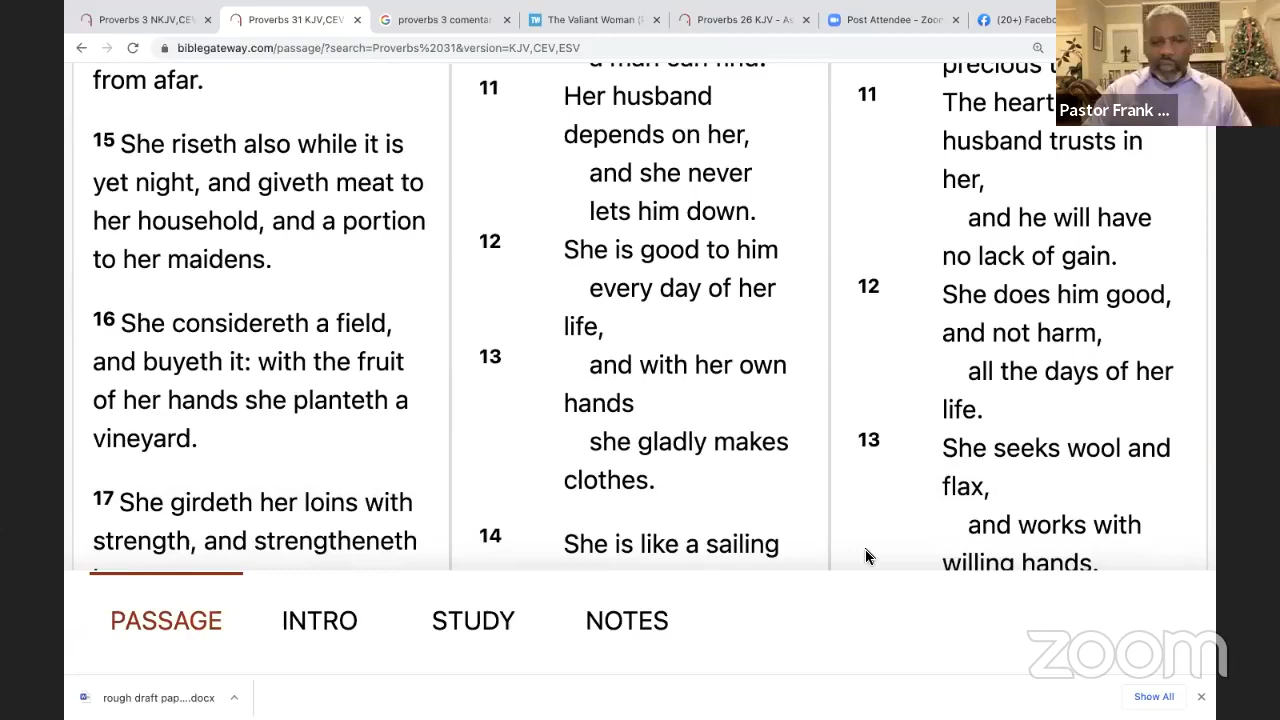 Proverbs 3 NKJV,CEV
Proverbs 31 KJV,CEV
proverbs 3 comentar
The Valiant Woman (
Proverbs 26 KJV - As
Post Attendee - Zoo
(20+) Facebo
biblegateway.com/passage/?search=Proverbs%2031&version=KJV,CEV,ESV
Pastor Frank ...
from afar.
15 She riseth also while it is
yet night, and giveth meat to
her household, and a portion
to her maidens.
16 She considereth a field,
and buyeth it: with the fruit
of her hands she planteth a
vineyard.
17 She girdeth her loins with
strength, and strengtheneth
a man can find.
11 Her husband
depends on her,
and she never
lets him down.
12 She is good to him
every day of her
life,
13 and with her own
hands
she gladly makes
clothes.
14 She is like a sailing
precious
11 The heart
husband trusts in
her,
and he will have
no lack of gain.
12 She does him good,
and not harm,
all the days of her
life.
13 She seeks wool and
flax,
and works with
willing hands.
PASSAGE INTRO STUDY NOTES
zoom
rough draft pap....docx
Show All